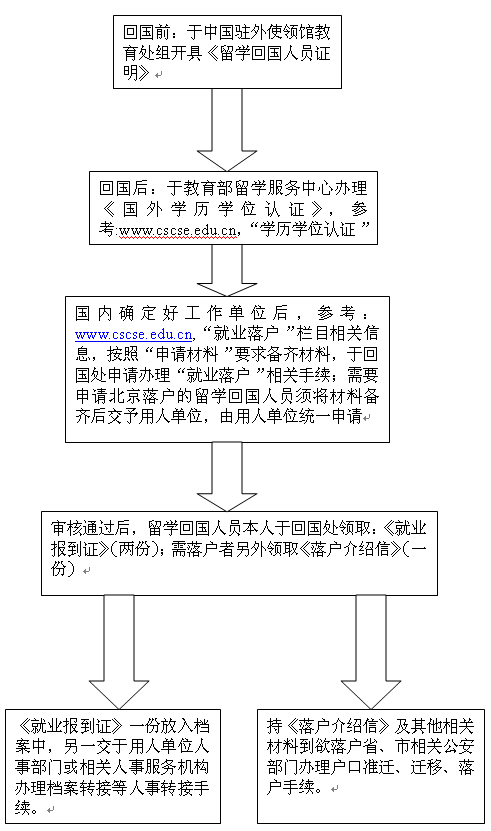 回国前：于中国驻外使领馆教
育处组开具《留学回国人员证
明》
回国后：于教育部留学服务中心办理
《国外学历学位认证》，参
考:www.cscse.edu.cn，“学历学位认证”
国内确定好工作单位后，参考：
www.cscse.edu.cn,“就业落户”栏目相关信
息，按照“申请材料”要求备齐材料，于回
国处申请办理“就业落户”相关手续；需要
申请北京落户的留学回国人员须将材料备
齐后交予用人单位，由用人单位统一申请
审核通过后，留学回国人员本人于回国处领取：《就业
报到证》（两份）；需落户者另外领取《落户介绍信》（一
份）
《就业报到证》一份放入档
案中，另一交于用人单位人
事部门或相关人事服务机构
办理档案转接等人事转接手
续。
持《落户介绍信》及其他相关
材料到欲落户省、市相关公安
部门办理户口准迁、迁移、落
户手续。